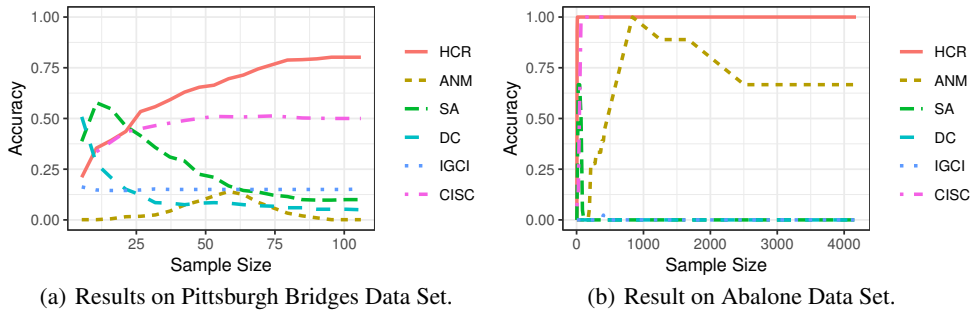 1.00
0.75
0.50
0.25
0.00
Accuracy
25
50
75
100
Sample Size
HCR
ANM
SA
DC
IGCI
CISC
(a) Results on Pittsburgh Bridges Data Set.
1.00
0.75
0.50
0.25
0.00
Accuracy
0
1000
2000
3000
4000
Sample Size
HCR
ANM
SA
DC
IGCI
CISC
(b) Result on Abalone Data Set.